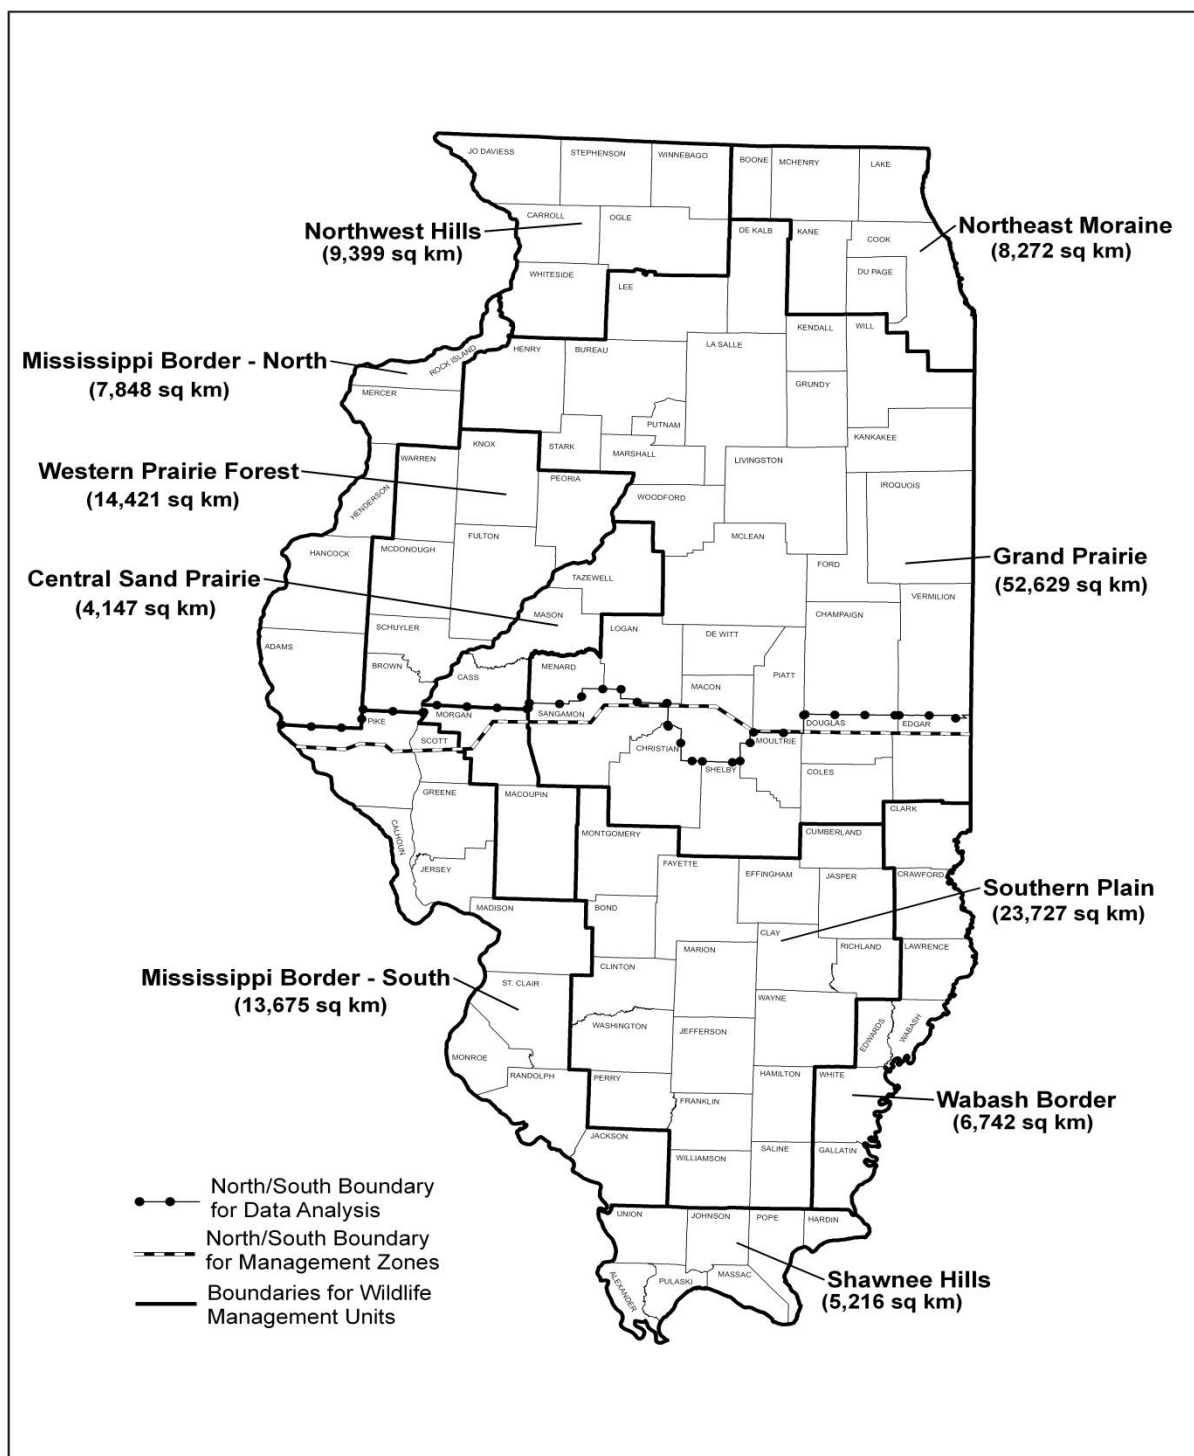 JO DAVIESS
STEPHENSON
WINNEBAGO
BOONE
MCHENRY
LAKE
CARROLL
OGLE
Northwest Hills
(9,399 sq km)
DE KALB
KANE
COOK
Northeast Moraine
(8,272 sq km)
DU PAGE
WHITESIDE
LEE
KENDALL
WILL
Mississippi Border - North
(7,848 sq km)
ROCK ISLAND
HENRY
BUREAU
LA SALLE
GRUNDY
MERCER
PUTNAM
KANKAKEE
KNOX
STARK
WARREN
MARSHALL
LIVINGSTON
Western Prairie Forest
(14,421 sq km)
PEORIA
IROQUOIS
HENDERSON
WOODFORD
FULTON
MCLEAN
HANCOCK
MCDONOUGH
Grand Prairie
(52,629 sq km)
FORD
Central Sand Prairie
(4,147 sq km)
TAZEWELL
VERMILION
MASON
CHAMPAIGN
SCHUYLER
LOGAN
DE WITT
ADAMS
BROWN
CASS
MENARD
PIATT
MACON
PIKE
MORGAN
SANGAMON
DOUGLAS
EDGAR
SCOTT
CHRISTIAN
MOULTRIE
SHELBY
COLES
GREENE
MACOUPIN
CLARK
CALHOUN
MONTGOMERY
CUMBERLAND
JERSEY
FAYETTE
EFFINGHAM
JASPER
CRAWFORD
Southern Plain
(23,727 sq km)
MADISON
BOND
CLAY
RICHLAND
LAWRENCE
MARION
CLINTON
Mississippi Border - South
(13,675 sq km)
ST. CLAIR
WAYNE
WASHINGTON
JEFFERSON
EDWARDS
WABASH
MONROE
RANDOLPH
PERRY
HAMILTON
WHITE
FRANKLIN
Wabash Border
(6,742 sq km)
JACKSON
WILLIAMSON
SALINE
GALLATIN
North/South Boundary
for Data Analysis
North/South Boundary
for Management Zones
Boundaries for Wildlife
Management Units
UNION
JOHNSON
POPE
HARDIN
ALEXANDER
PULASKI
MASSAC
Shawnee Hills
(5,216 sq km)